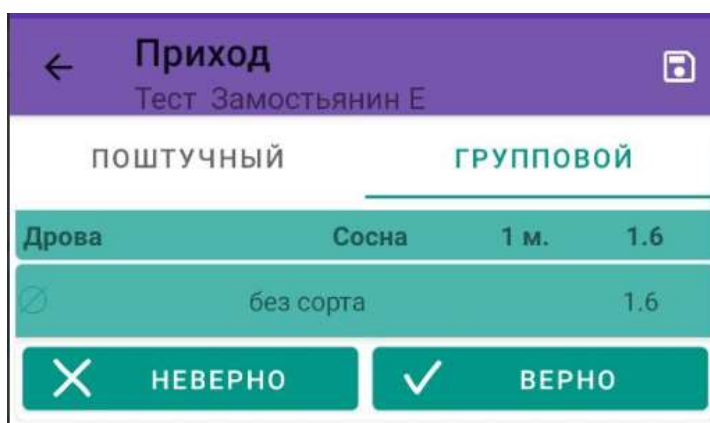 Приход
Тест Замостьянин Е
ПОШТУЧНЫЙ ГРУППОВОЙ
Дрова Сосна 1 м. 1.6
без сорта 1.6
НЕВЕРНО ВЕРНО